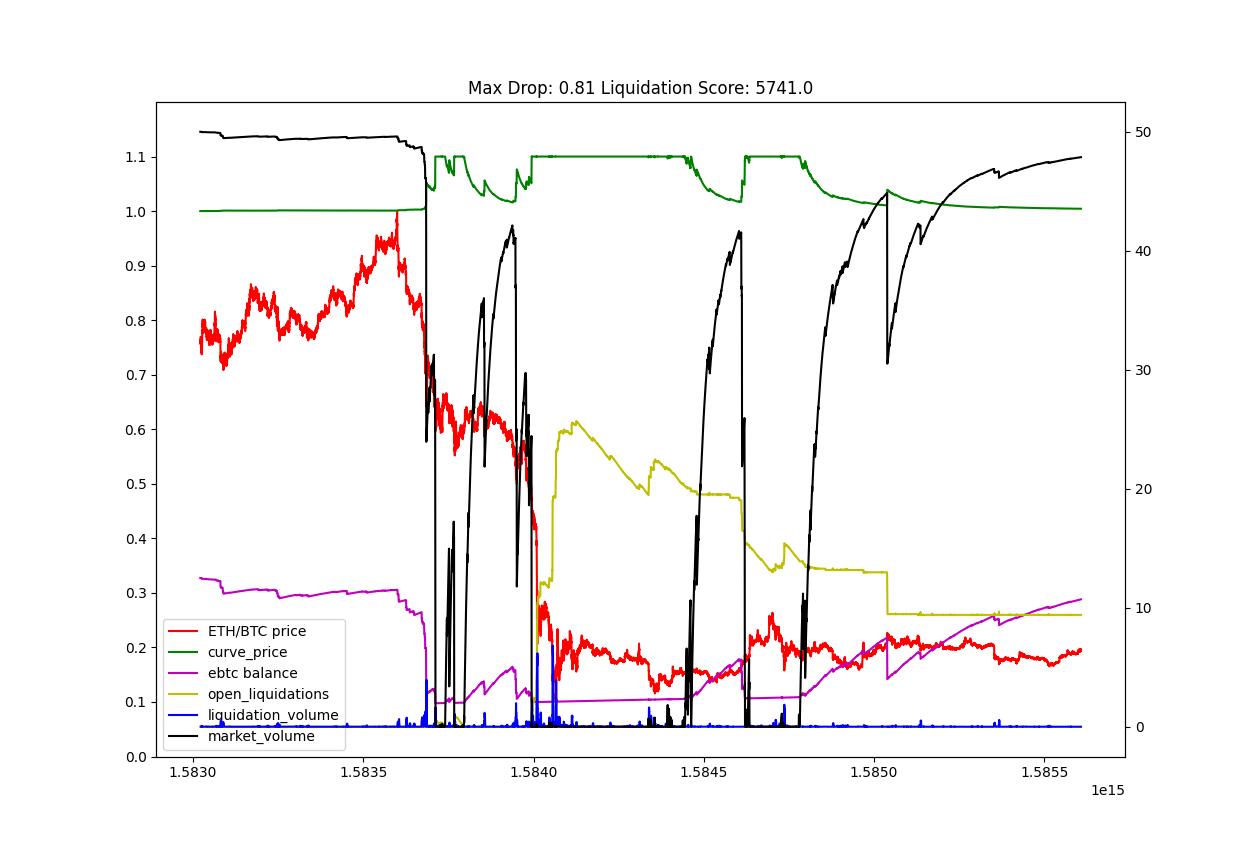 Max Drop: 0.81 Liquidation Score: 5741.0
1.1
1.0
0.9
0.8
0.7
0.6
0.5
0.4
0.3
0.2
0.1
0.0
50
40
30
20
10
0
ETH/BTC price
curve_price
ebtc balance
open_liquidations
liquidation_volume
market_volume
1.5830 1.5835 1.5840 1.5845 1.5850 1.5855
1e15